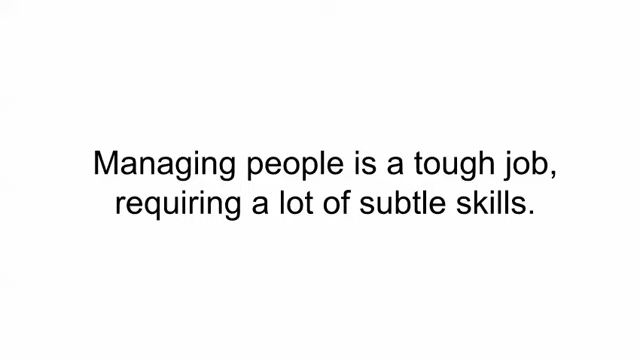 Managing people is a tough job,
requiring a lot of subtle skills.